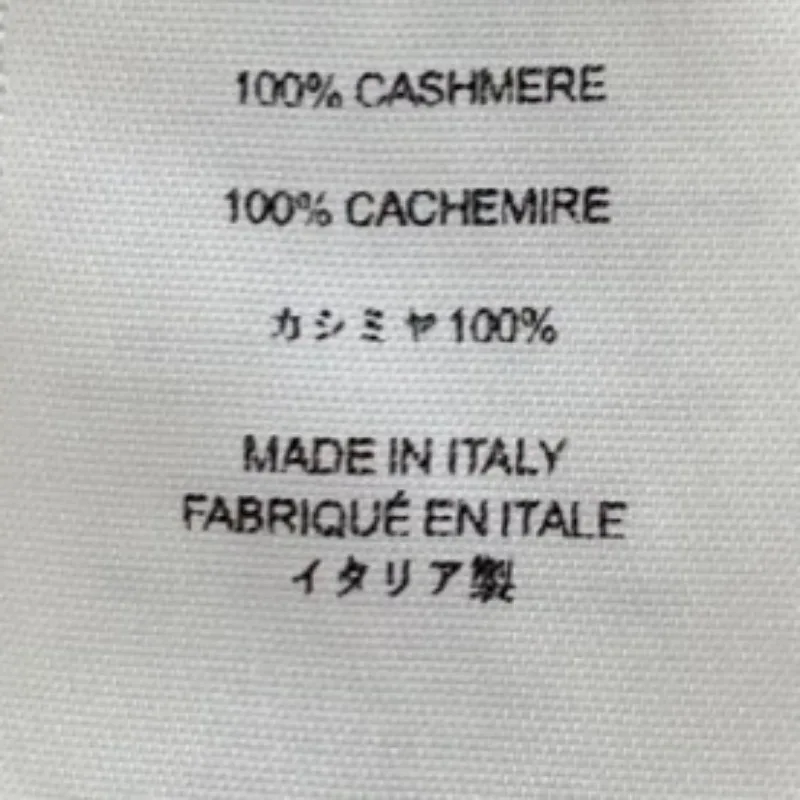 100% CASHMERE
100% CACHEMIRE
カシミヤ100%
MADE IN ITALY
FABRIQUÉ EN ITALE
イタリア製